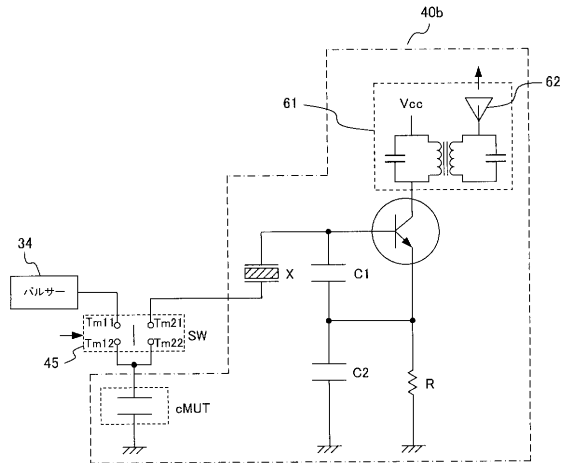 40b
61
62
Vcc
34
パルサー
X
C1
Tm11
Tm21
SW
Tm12
Tm22
45
C2
R
cMUT